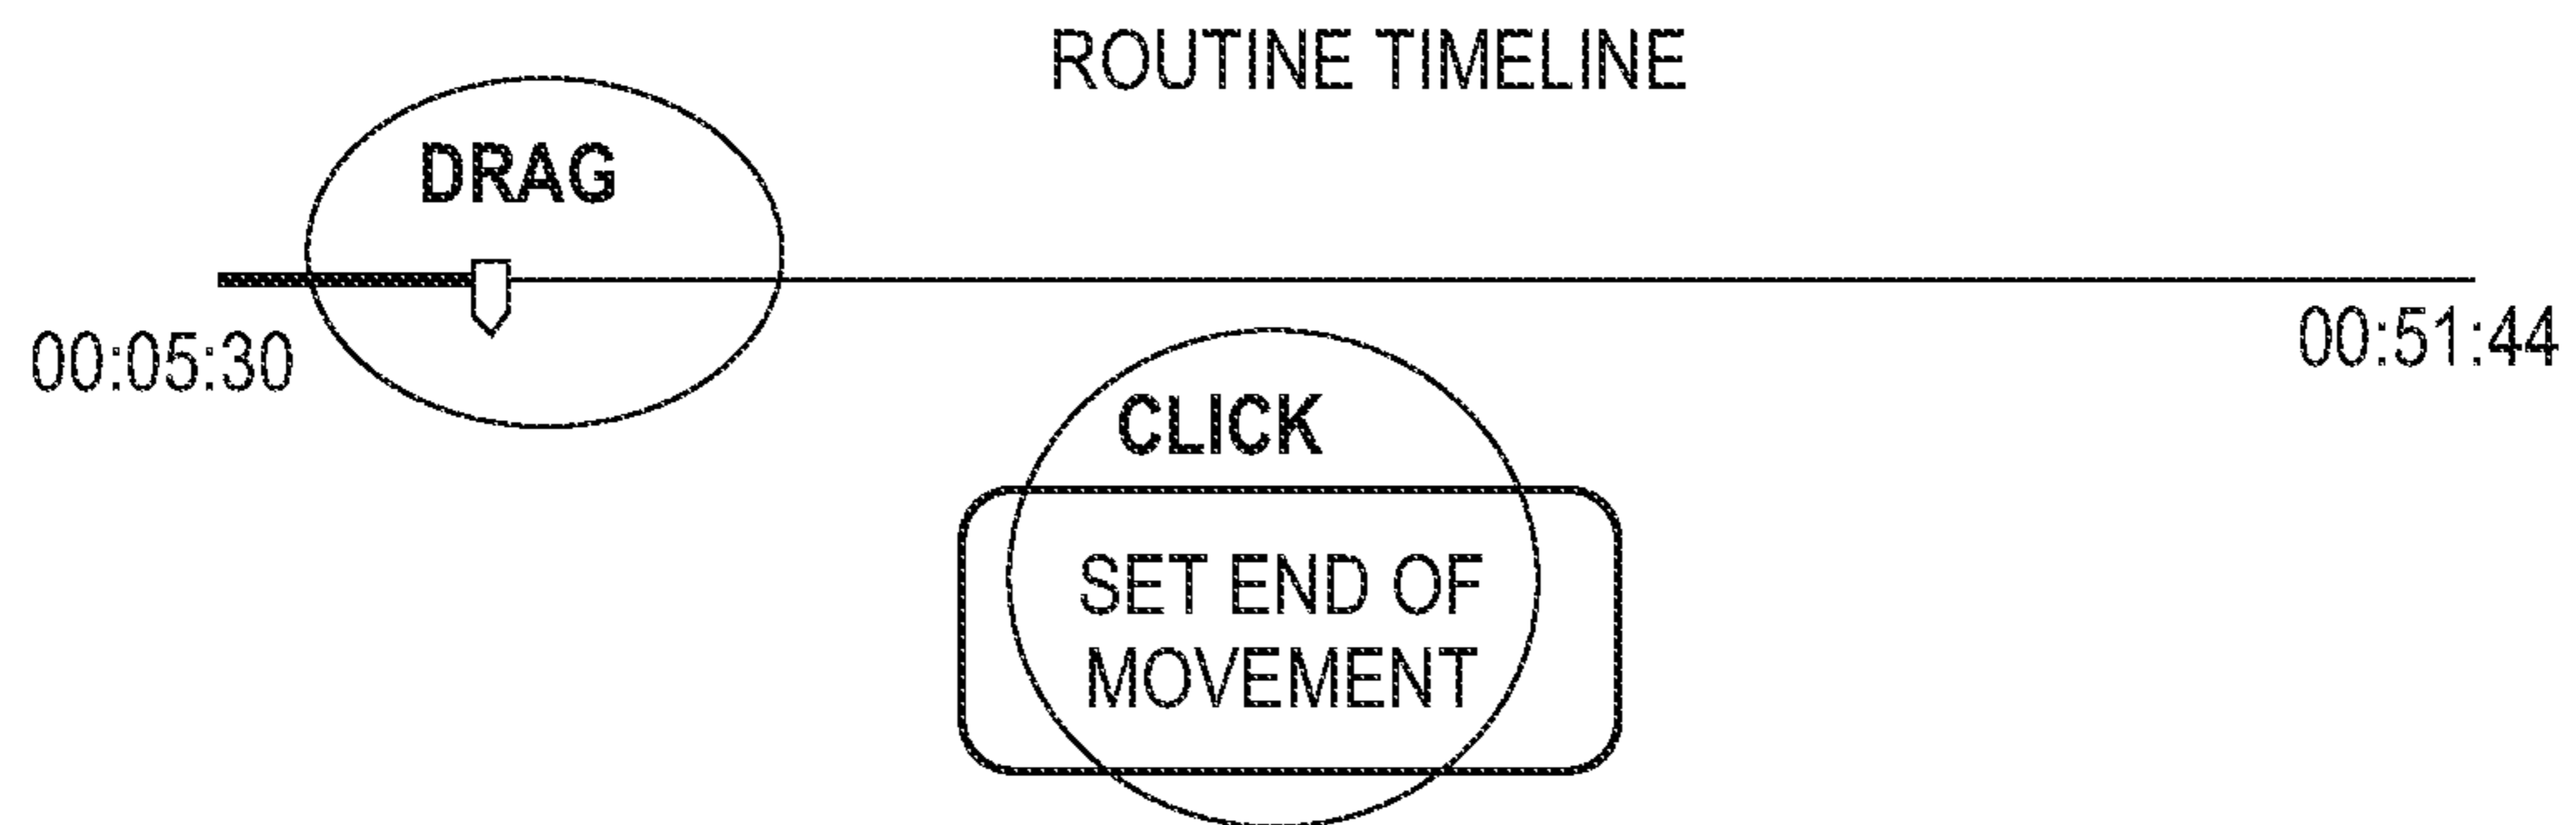 ROUTINE TIMELINE
DRAG
00:05:30
00:51:44
CLICK
SET END OF
MOVEMENT